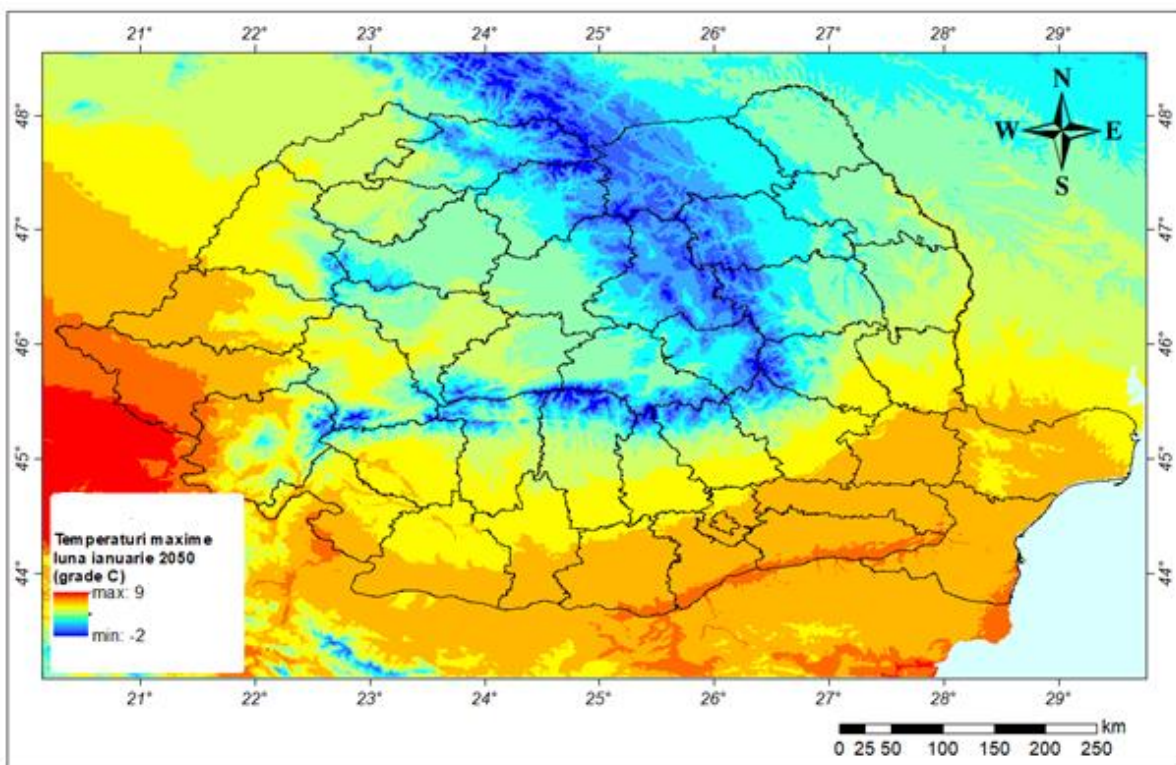 21° 22° 23° 24° 25° 26° 27° 28° 29°
48° 48°
N
W E
S
47° 47°
46° 46°
45° 45°
44° 44°
Temperaturi maxime
luna ianuarie 2050
(grade C)
max: 9
min: -2
21° 22° 23° 24° 25° 26° 27° 28° 29°
km
0 25 50 100 150 200 250